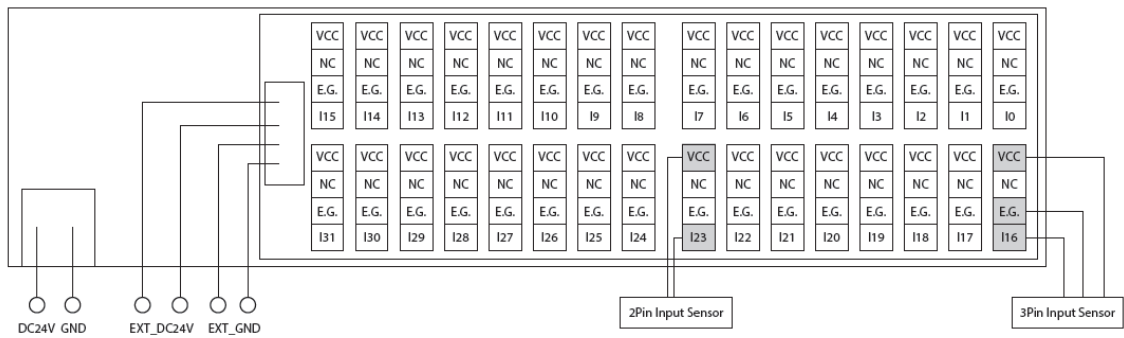 VCC VCC VCC VCC VCC VCC VCC VCC VCC VCC VCC VCC VCC VCC VCC VCC
NC NC NC NC NC NC NC NC NC NC NC NC NC NC NC NC
E.G. E.G. E.G. E.G. E.G. E.G. E.G. E.G. E.G. E.G. E.G. E.G. E.G. E.G. E.G. E.G.
I15 I14 I13 I12 I11 I10 I9 I8 I7 I6 I5 I4 I3 I2 I1 I0
VCC VCC VCC VCC VCC VCC VCC VCC VCC VCC VCC VCC VCC VCC VCC VCC
NC NC NC NC NC NC NC NC NC NC NC NC NC NC NC NC
E.G. E.G. E.G. E.G. E.G. E.G. E.G. E.G. E.G. E.G. E.G. E.G. E.G. E.G. E.G. E.G.
I31 I30 I29 I28 I27 I26 I25 I24 I23 I22 I21 I20 I19 I18 I17 I16
2Pin Input Sensor 3Pin Input Sensor
DC24V GND EXT_DC24V EXT_GND